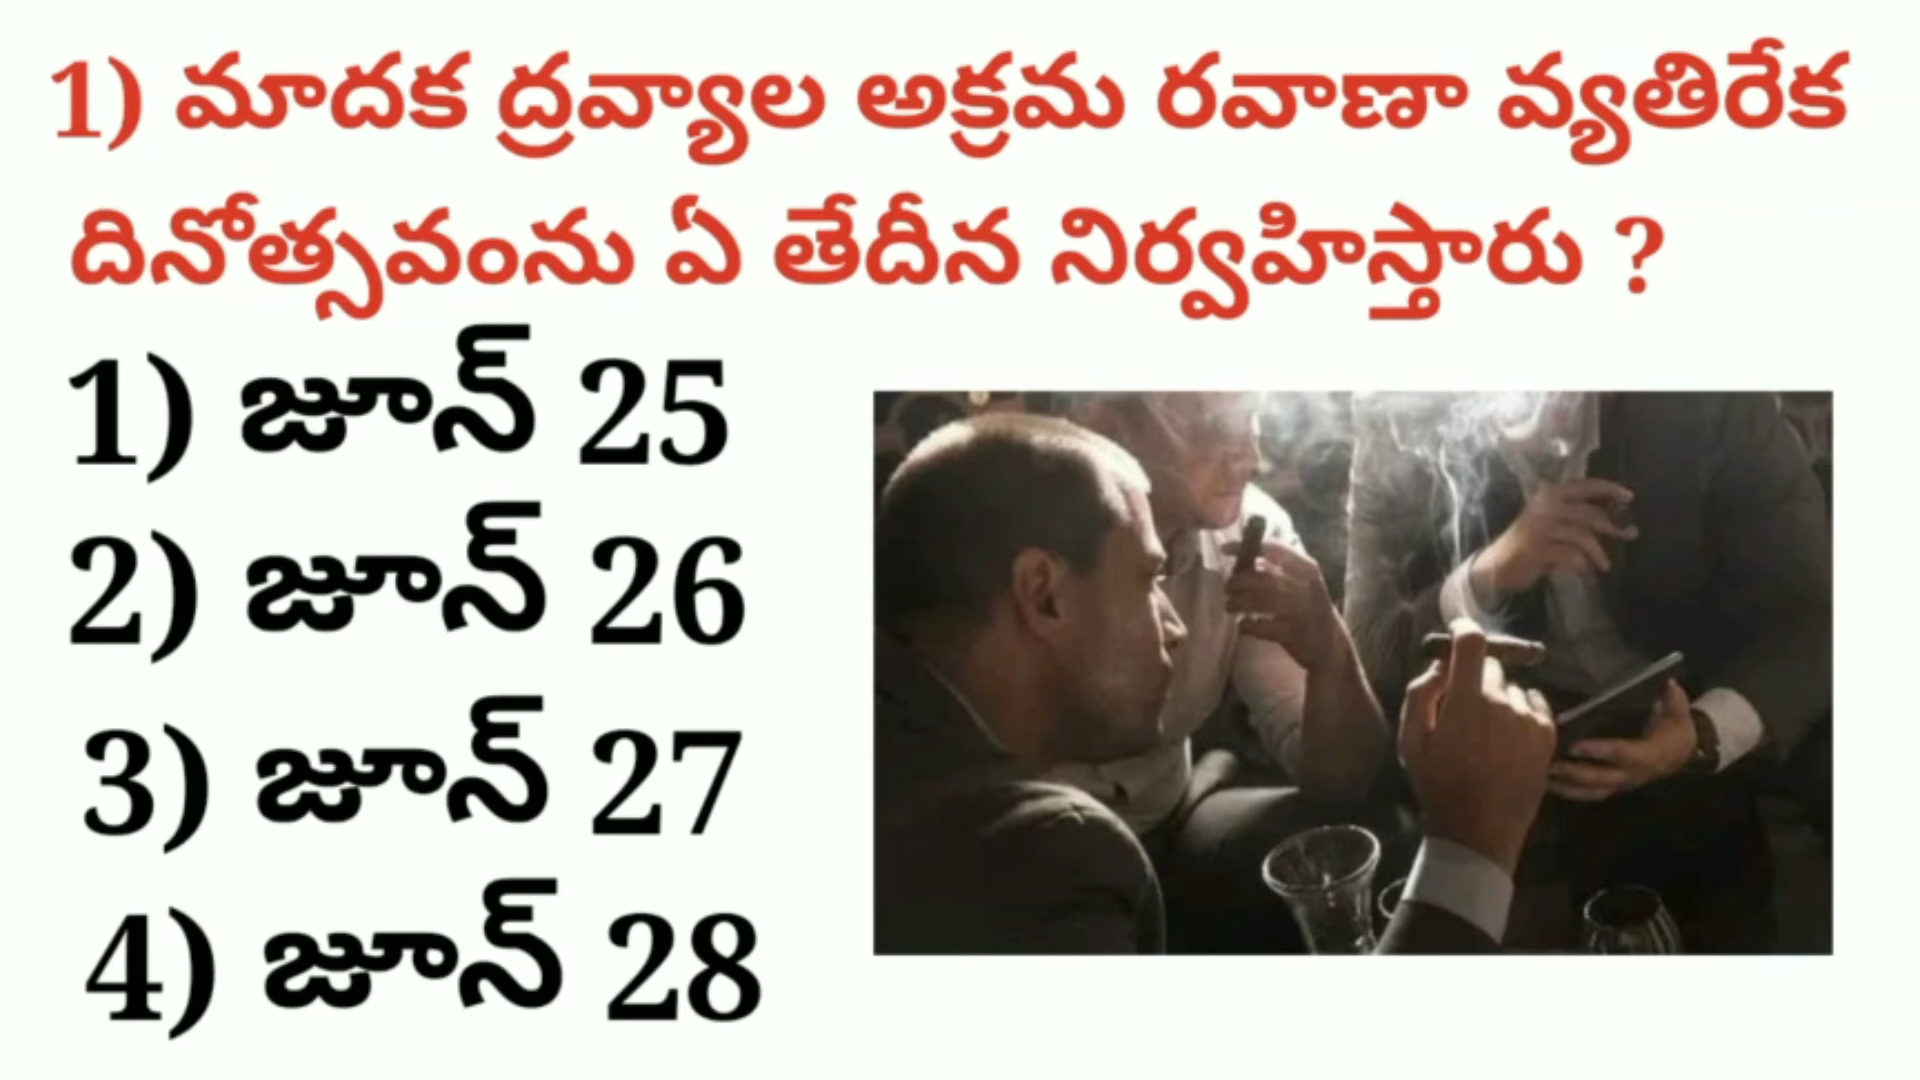 1) మాదక ద్రవ్యాల అక్రమ రవాణా వ్యతిరేక
దినోత్సవంను ఏ తేదీన నిర్వహిస్తారు ?
1) జూన్ 25
2) జూన్ 26
3) జూన్ 27
4) జూన్ 28